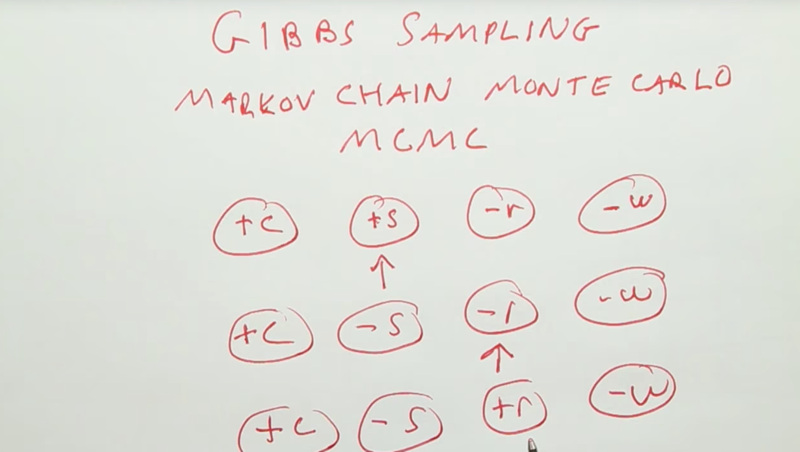 GIBBS SAMPLING
MARKOV CHAIN MONTE CARLO
MCMC
+c +s -r -w
+c -s -r -w
+c -s +r -w